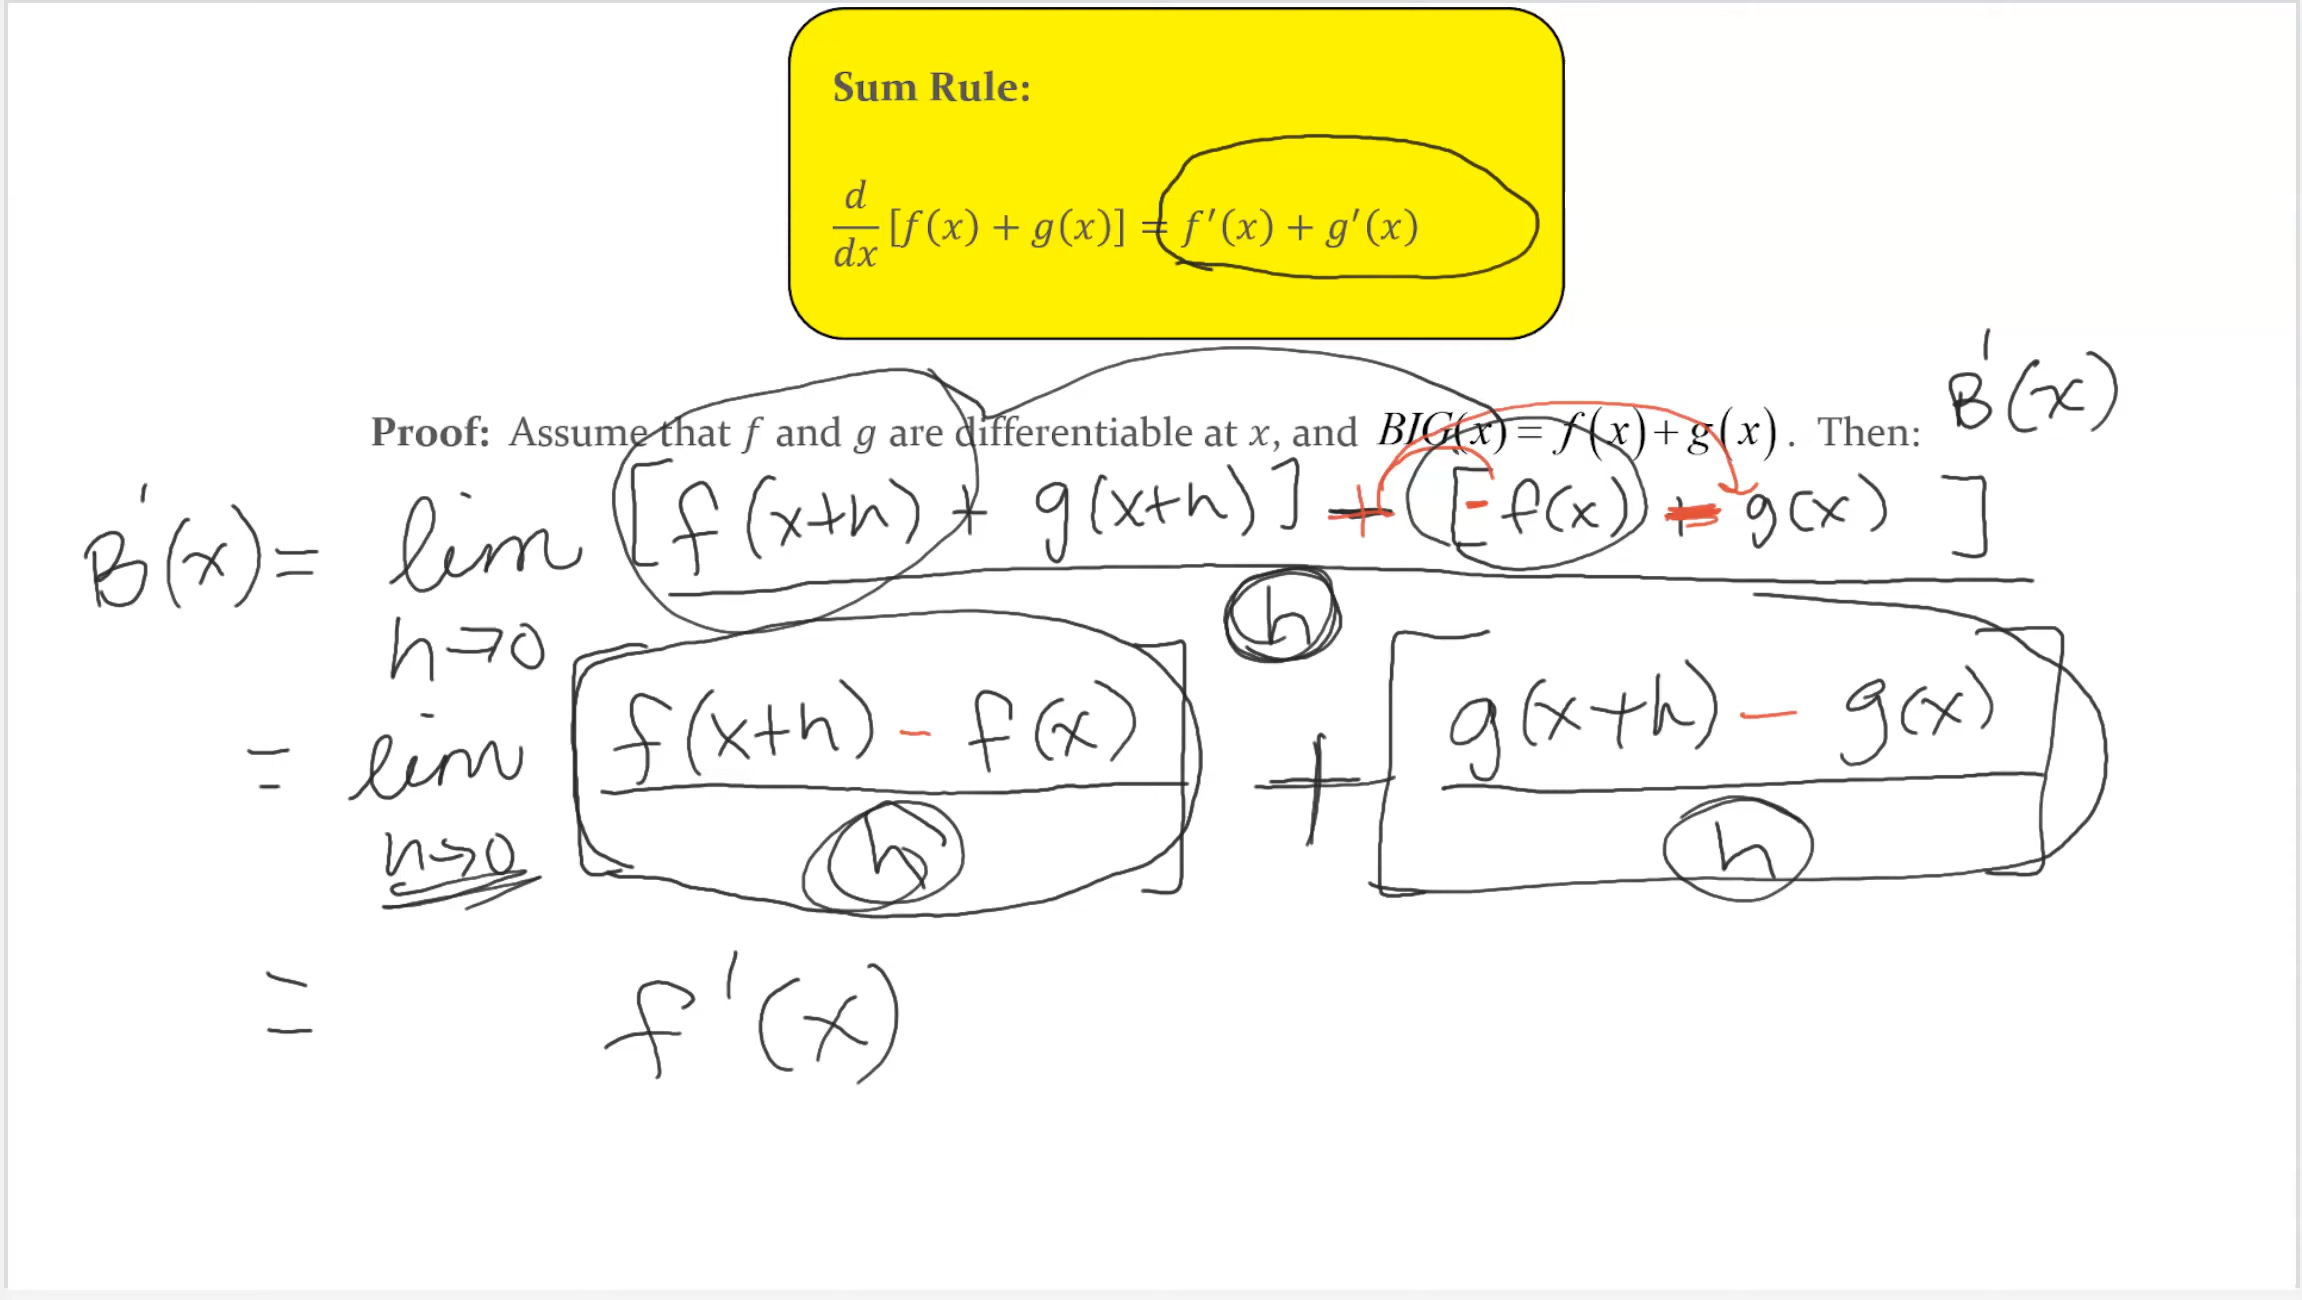 Sum Rule:
d/dx [f(x) + g(x)] = f'(x) + g'(x)
B'(x)
Proof: Assume that f and g are differentiable at x, and BIG(x) = f(x) + g(x). Then:
B'(x) = lim h→0 [f(x+h) + g(x+h)] + [-f(x) - g(x)]
h
= lim h→0 [f(x+h) - f(x) / h] + [g(x+h) - g(x) / h]
= f'(x)